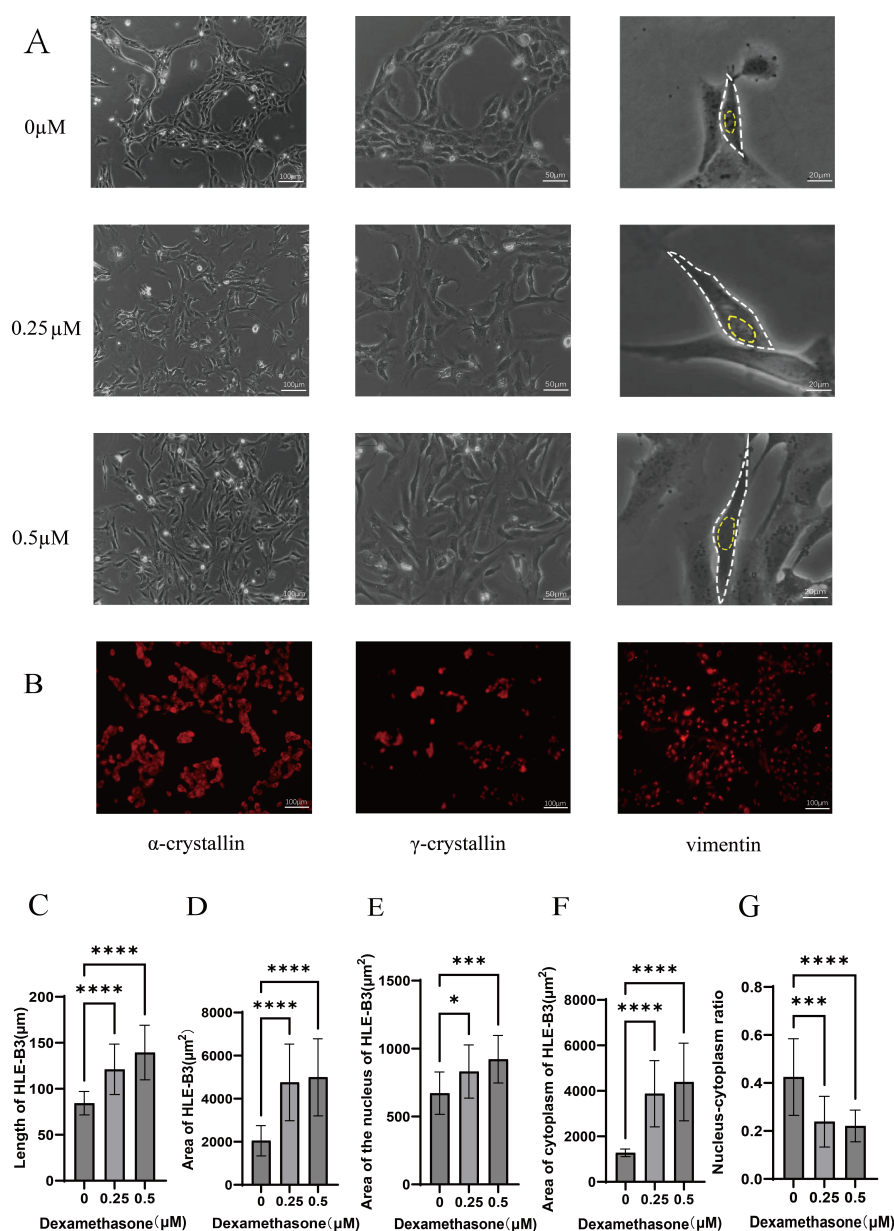 A
0μM
100μm
50μm
20μm
0.25 μM
100μm
50μm
20μm
0.5μM
100μm
50μm
20μm
B
100μm
100μm
100μm
α-crystallin
γ-crystallin
vimentin
C
D
E
F
G
Length of HLE-B3(μm)
200
150
100
50
0
****
****
0 0.25 0.5
Dexamethasone(μM)
Area of HLE-B3(μm²)
8000
6000
4000
2000
0
****
****
0 0.25 0.5
Dexamethasone(μM)
Area of the nucleus of HLE-B3(μm²)
1500
1000
500
0
***
*
0 0.25 0.5
Dexamethasone(μM)
Area of cytoplasm of HLE-B3(μm²)
8000
6000
4000
2000
0
****
****
0 0.25 0.5
Dexamethasone(μM)
Nucleus-cytoplasm ratio
0.8
0.6
0.4
0.2
0.0
****
***
0 0.25 0.5
Dexamethasone(μM)